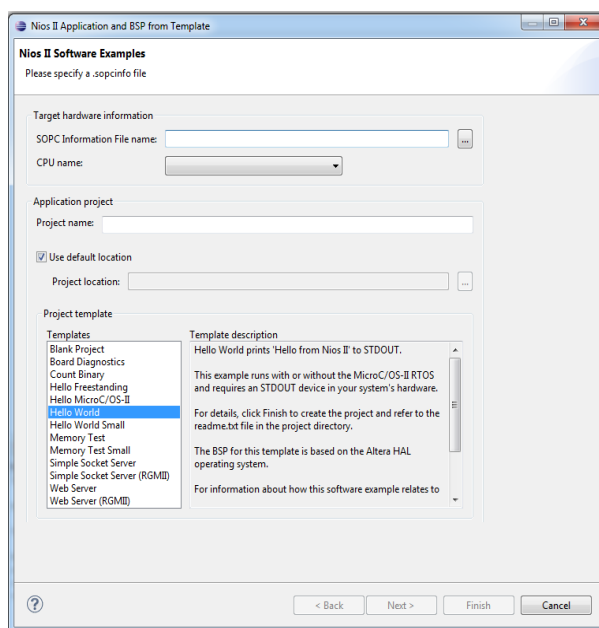 Nios II Application and BSP from Template
Nios II Software Examples
Please specify a .sopcinfo file
Target hardware information
SOPC Information File name:
...
CPU name:
Application project
Project name:
Use default location
Project location:
...
Project template
Templates
Blank Project
Board Diagnostics
Count Binary
Hello Freestanding
Hello MicroC/OS-II
Hello World
Hello World Small
Memory Test
Memory Test Small
Simple Socket Server
Simple Socket Server (RGMII)
Web Server
Web Server (RGMII)
Template description
Hello World prints 'Hello from Nios II' to STDOUT.
This example runs with or without the MicroC/OS-II RTOS
and requires an STDOUT device in your system's hardware.
For details, click Finish to create the project and refer to the
readme.txt file in the project directory.
The BSP for this template is based on the Altera HAL
operating system.
For information about how this software example relates to
?
< Back
Next >
Finish
Cancel